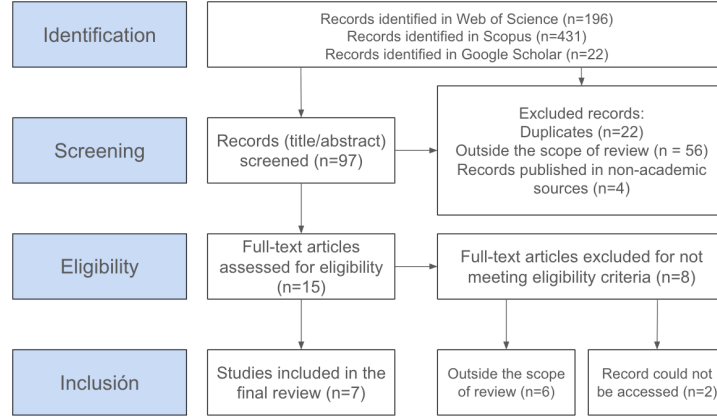 Identification
Records identified in Web of Science (n=196)
Records identified in Scopus (n=431)
Records identified in Google Scholar (n=22)
Screening
Records (title/abstract)
screened (n=97)
Excluded records:
Duplicates (n=22)
Outside the scope of review (n = 56)
Records published in non-academic
sources (n=4)
Eligibility
Full-text articles
assessed for eligibility
(n=15)
Full-text articles excluded for not
meeting eligibility criteria (n=8)
Inclusión
Studies included in the
final review (n=7)
Outside the scope
of review (n=6)
Record could not
be accessed (n=2)